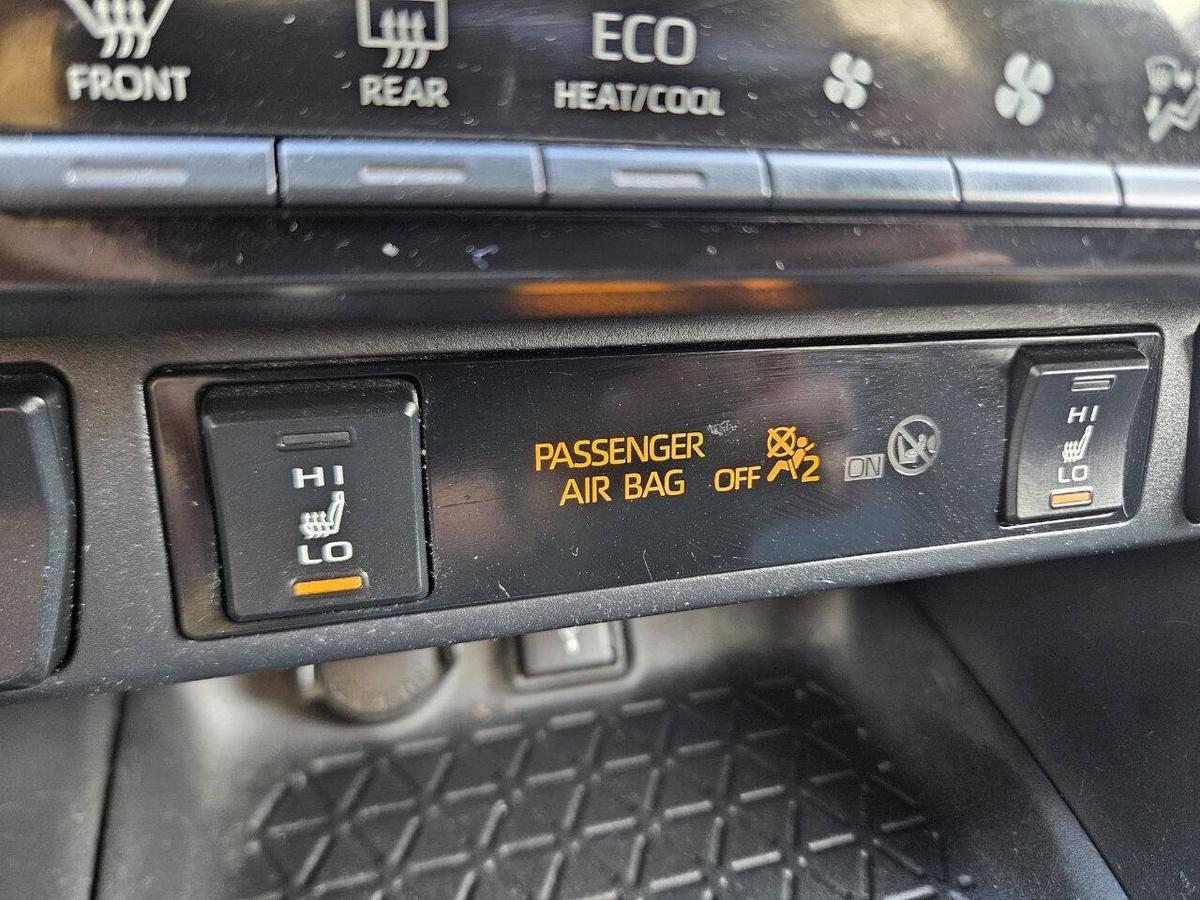 FRONT
REAR
ECO
HEAT/COOL
HI
LO
PASSENGER
AIR BAG OFF 2 ON
HI
LO